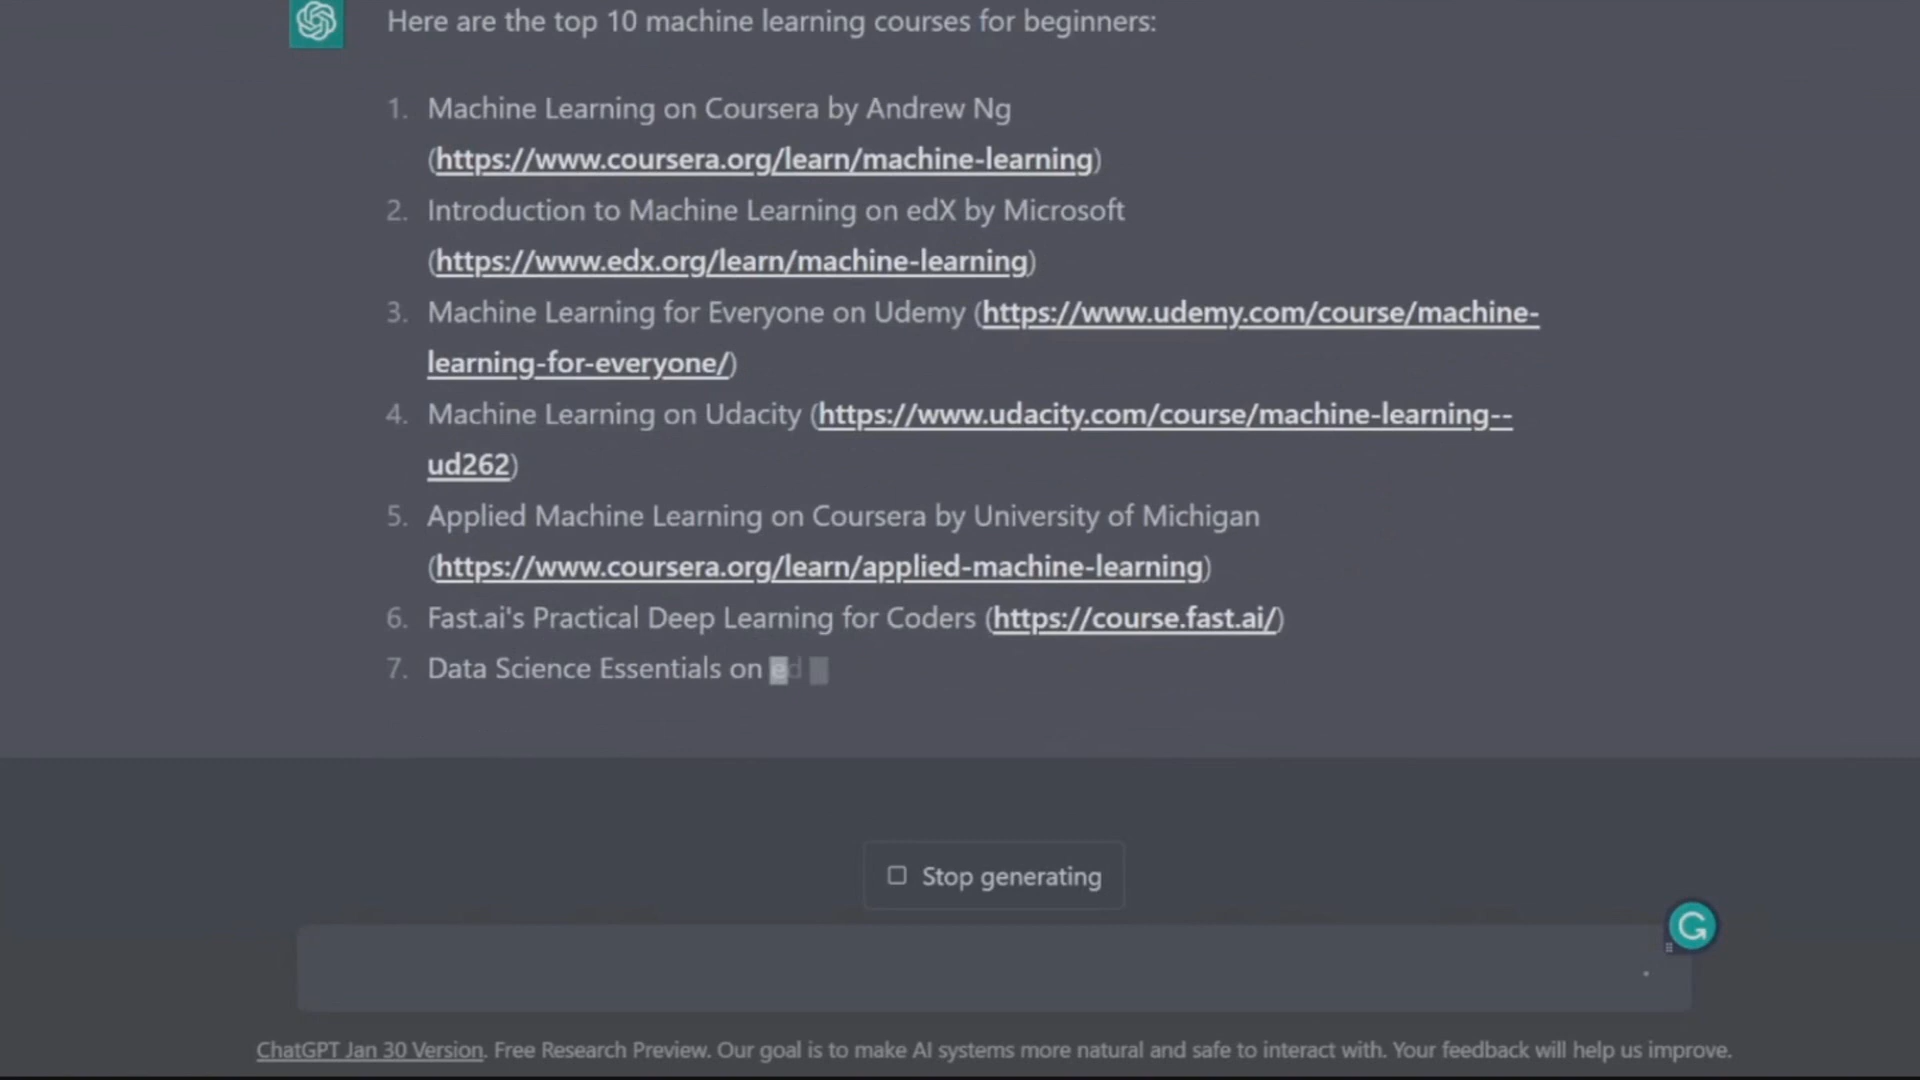 Here are the top 10 machine learning courses for beginners:
1. Machine Learning on Coursera by Andrew Ng
(https://www.coursera.org/learn/machine-learning)
2. Introduction to Machine Learning on edX by Microsoft
(https://www.edx.org/learn/machine-learning)
3. Machine Learning for Everyone on Udemy (https://www.udemy.com/course/machine-
learning-for-everyone/)
4. Machine Learning on Udacity (https://www.udacity.com/course/machine-learning--
ud262)
5. Applied Machine Learning on Coursera by University of Michigan
(https://www.coursera.org/learn/applied-machine-learning)
6. Fast.ai's Practical Deep Learning for Coders (https://course.fast.ai/)
7. Data Science Essentials on ed
Stop generating
ChatGPT Jan 30 Version. Free Research Preview. Our goal is to make AI systems more natural and safe to interact with. Your feedback will help us improve.